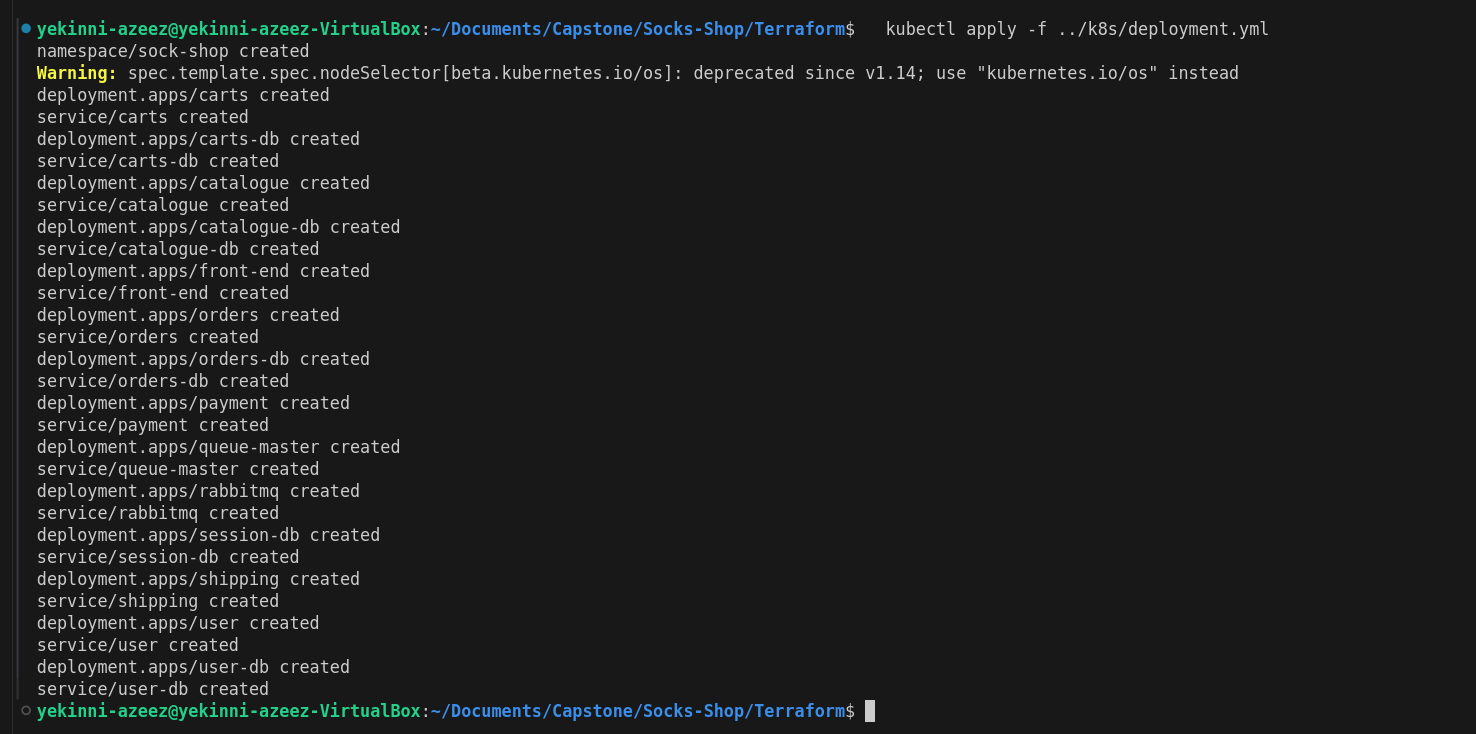 yekinni-azeez@yekinni-azeez-VirtualBox:~/Documents/Capstone/Socks-Shop/Terraform$   kubectl apply -f ../k8s/deployment.yml
namespace/sock-shop created
Warning: spec.template.spec.nodeSelector[beta.kubernetes.io/os]: deprecated since v1.14; use "kubernetes.io/os" instead
deployment.apps/carts created
service/carts created
deployment.apps/carts-db created
service/carts-db created
deployment.apps/catalogue created
service/catalogue created
deployment.apps/catalogue-db created
service/catalogue-db created
deployment.apps/front-end created
service/front-end created
deployment.apps/orders created
service/orders created
deployment.apps/orders-db created
service/orders-db created
deployment.apps/payment created
service/payment created
deployment.apps/queue-master created
service/queue-master created
deployment.apps/rabbitmq created
service/rabbitmq created
deployment.apps/session-db created
service/session-db created
deployment.apps/shipping created
service/shipping created
deployment.apps/user created
service/user created
deployment.apps/user-db created
service/user-db created
yekinni-azeez@yekinni-azeez-VirtualBox:~/Documents/Capstone/Socks-Shop/Terraform$